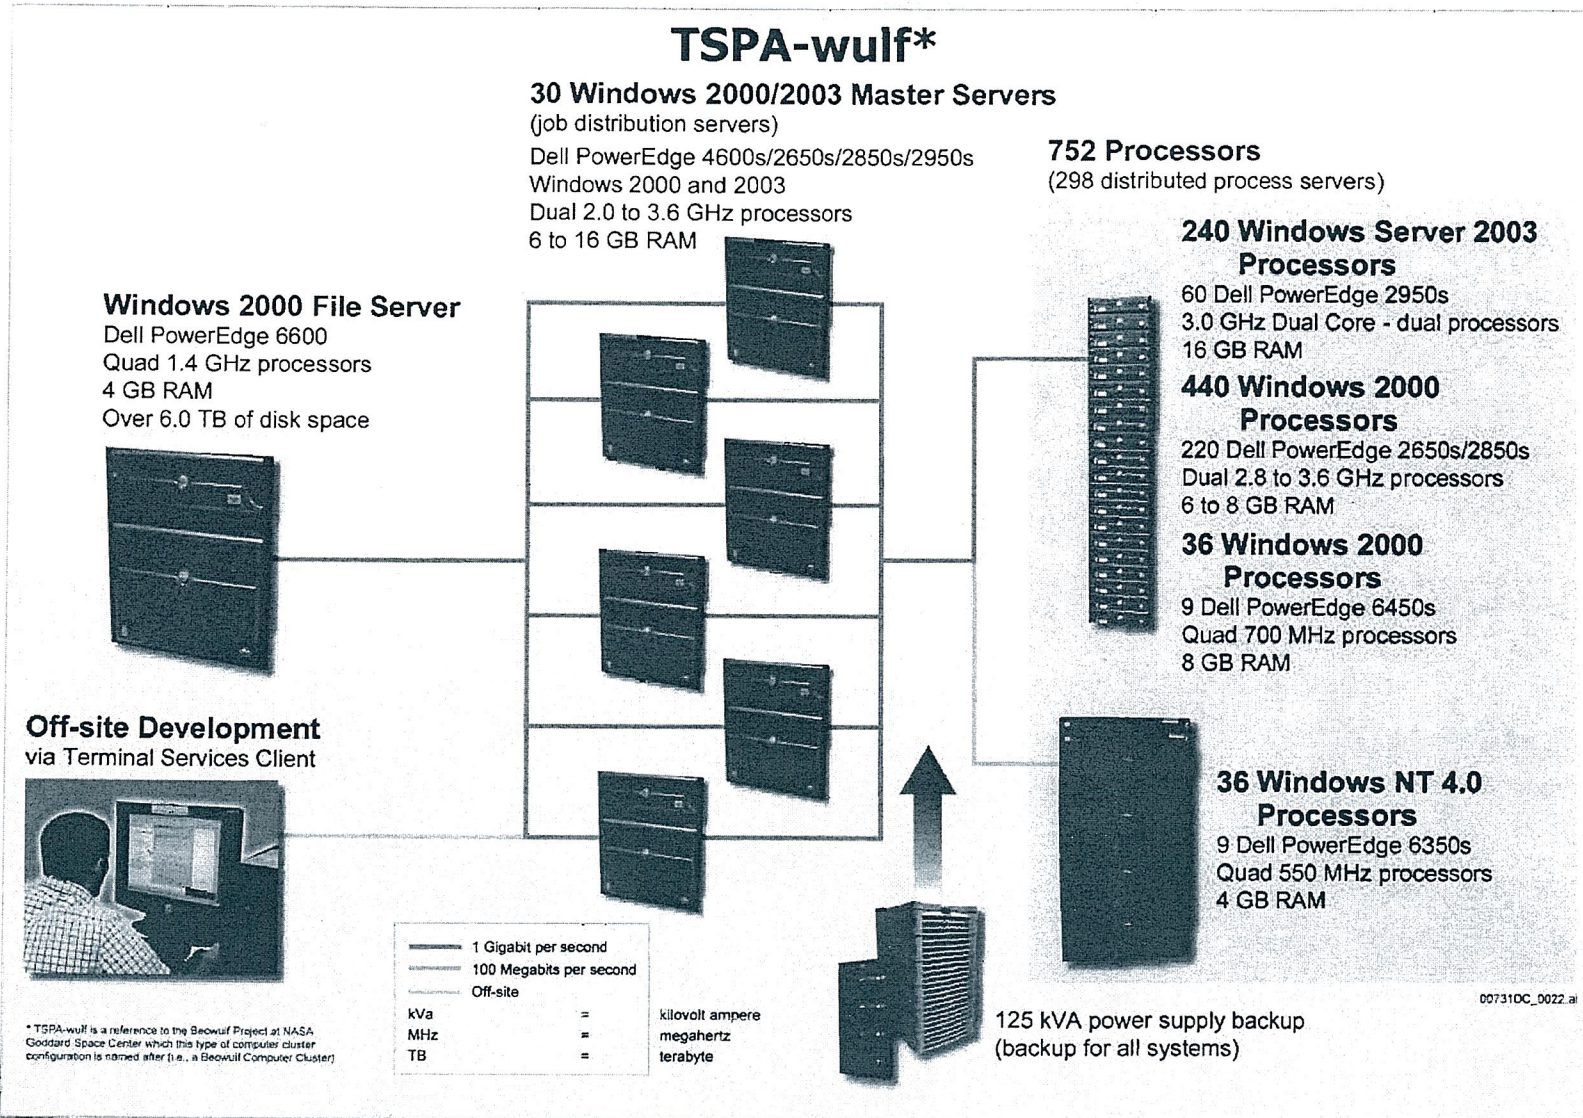 TSPA-wulf*
30 Windows 2000/2003 Master Servers
(job distribution servers)
Dell PowerEdge 4600s/2650s/2850s/2950s
Windows 2000 and 2003
Dual 2.0 to 3.6 GHz processors
6 to 16 GB RAM
752 Processors
(298 distributed process servers)
240 Windows Server 2003
Processors
60 Dell PowerEdge 2950s
3.0 GHz Dual Core - dual processors
16 GB RAM
440 Windows 2000
Processors
220 Dell PowerEdge 2650s/2850s
Dual 2.8 to 3.6 GHz processors
6 to 8 GB RAM
36 Windows 2000
Processors
9 Dell PowerEdge 6450s
Quad 700 MHz processors
8 GB RAM
36 Windows NT 4.0
Processors
9 Dell PowerEdge 6350s
Quad 550 MHz processors
4 GB RAM
Windows 2000 File Server
Dell PowerEdge 6600
Quad 1.4 GHz processors
4 GB RAM
Over 6.0 TB of disk space
Off-site Development
via Terminal Services Client
1 Gigabit per second
100 Megabits per second
Off-site
kVa = kilovolt ampere
MHz = megahertz
TB = terabyte
125 kVA power supply backup
(backup for all systems)
00731DC_0022.ai
* TSPA-wulf is a reference to the Beowulf Project at NASA
Goddard Space Center which this type of computer cluster
configuration is named after (i.e., a Beowulf Computer Cluster)